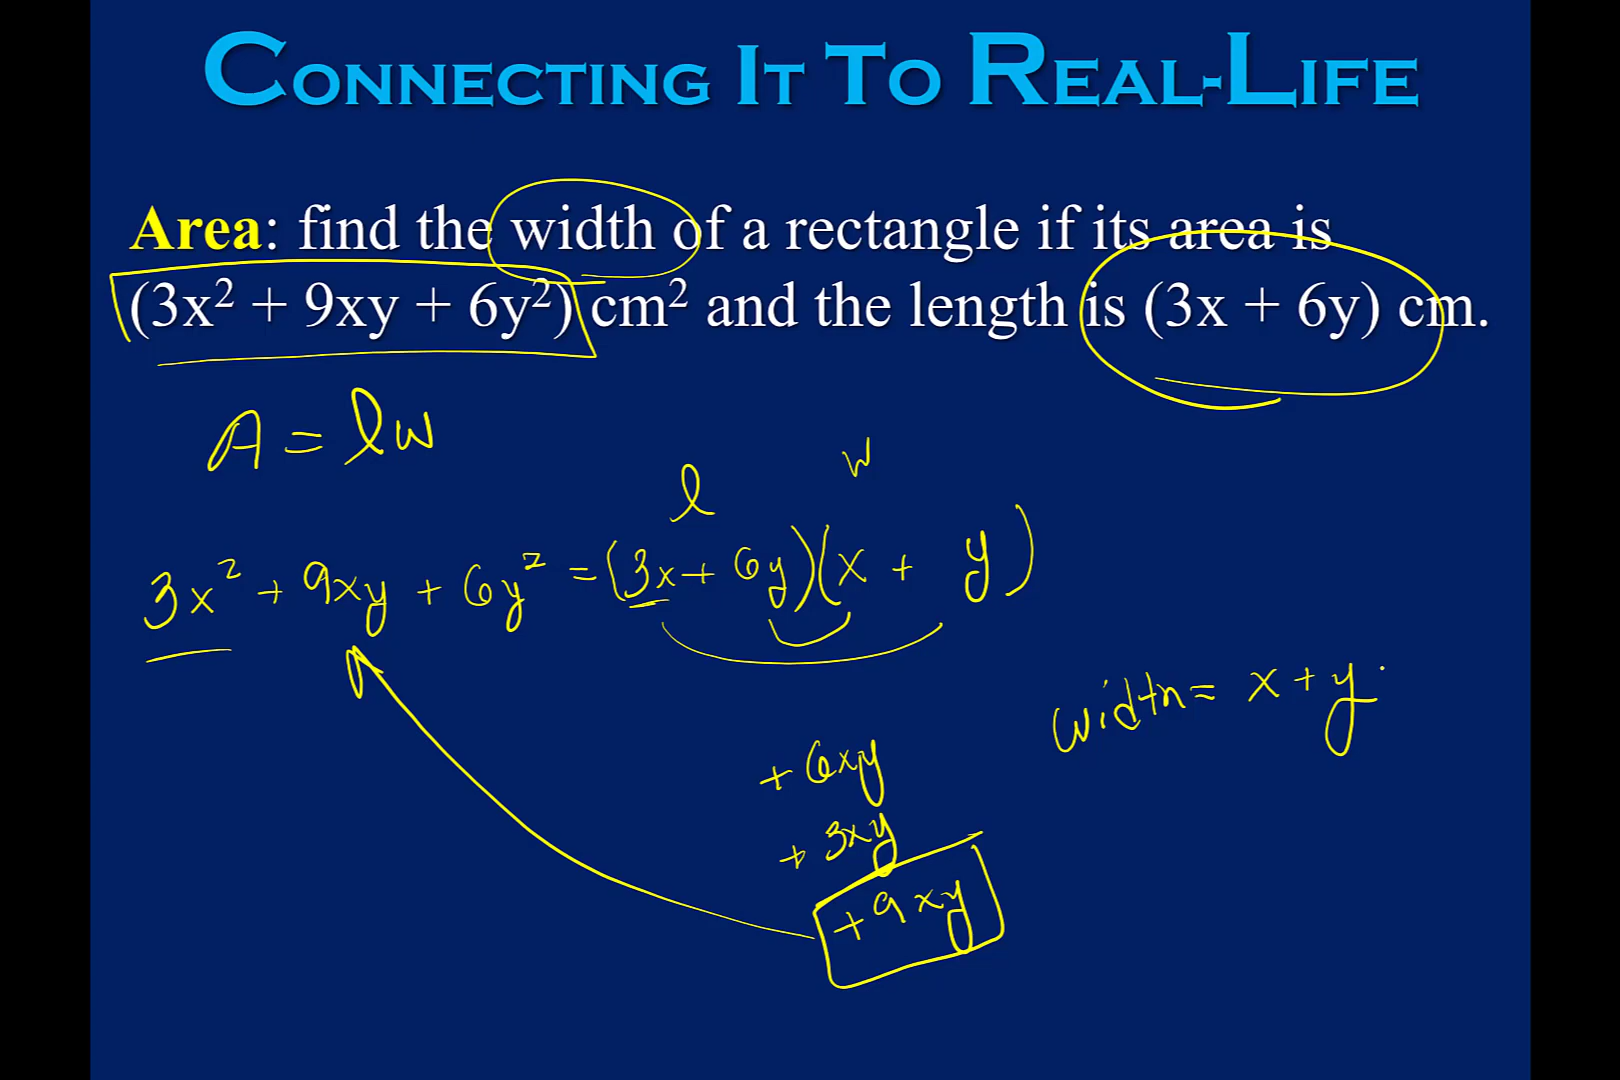 CONNECTING IT TO REAL-LIFE
Area: find the width of a rectangle if its area is
(3x² + 9xy + 6y²) cm² and the length is (3x + 6y) cm.
A = lw
l w
3x² + 9xy + 6y² = (3x + 6y)(x + y)
width = x + y.
+ 6xy
+ 3xy
+ 9xy